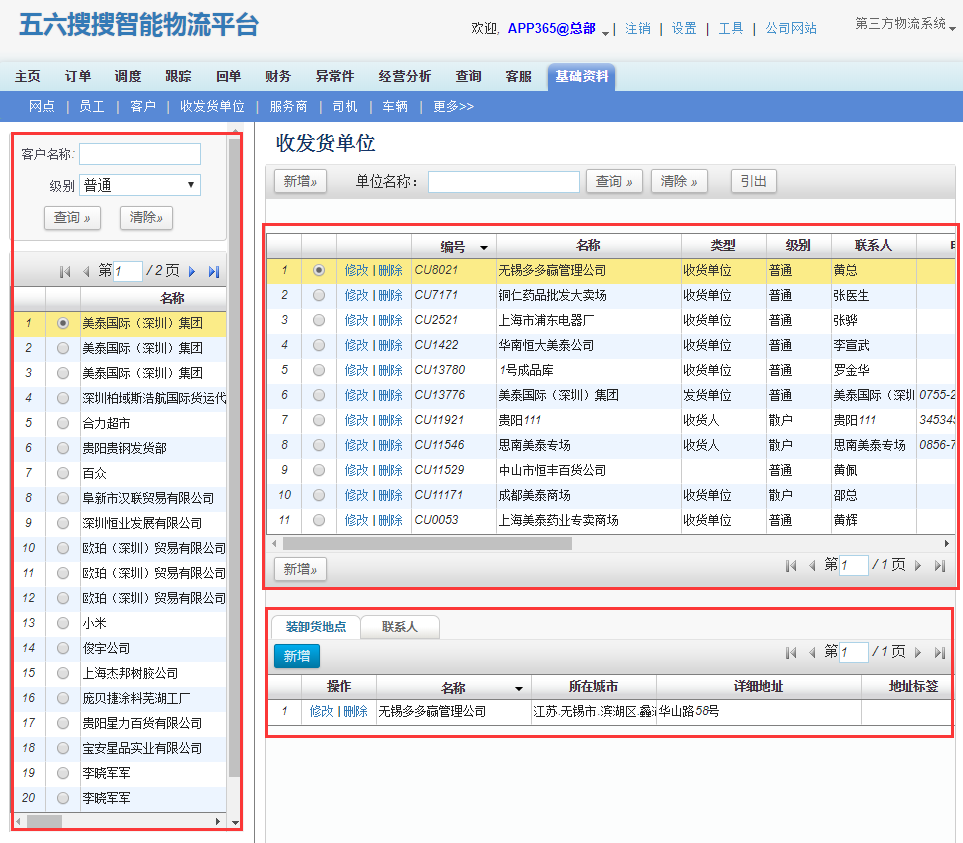 五六搜搜智能物流平台
欢迎, APP365@总部 | 注销 | 设置 | 工具 | 公司网站 第三方物流系统
主页 订单 调度 跟踪 回单 财务 异常件 经营分析 查询 客服 基础资料
网点 | 员工 | 客户 | 收发货单位 | 服务商 | 司机 | 车辆 | 更多>>
客户名称:
级别 普通
查询 » 清除»
第 1 / 2 页
名称
1 美泰国际（深圳）集团
2 美泰国际（深圳）集团
3 美泰国际（深圳）集团
4 深圳柏域斯洁航国际货运代
5 合力超市
6 贵阳贵钢发货部
7 百众
8 阜新市汉联贸易有限公司
9 深圳恒业发展有限公司
10 欧珀（深圳）贸易有限公司
11 欧珀（深圳）贸易有限公司
12 欧珀（深圳）贸易有限公司
13 小米
14 俊宇公司
15 上海杰邦树胶公司
16 庞贝捷涂料芜湖工厂
17 贵阳星力百货有限公司
18 宝安星品实业有限公司
19 李晓军军
20 李晓军军
收发货单位
新增» 单位名称： 查询 » 清除 » 引出
编号 名称 类型 级别 联系人
1 修改 | 删除 CU8021 无锡多多赢管理公司 收货单位 普通 黄总
2 修改 | 删除 CU7171 铜仁药品批发大卖场 收货单位 普通 张医生
3 修改 | 删除 CU2521 上海市浦东电器厂 收货单位 普通 张骅
4 修改 | 删除 CU1422 华南恒大美泰公司 收货单位 普通 李宣武
5 修改 | 删除 CU13780 1号成品库 收货单位 普通 罗金华
6 修改 | 删除 CU13776 美泰国际（深圳）集团 发货单位 普通 美泰国际（深圳 0755-2
7 修改 | 删除 CU11921 贵阳111 收货人 散户 贵阳111 34534
8 修改 | 删除 CU11546 思南美泰专场 收货人 散户 思南美泰专场 0856-7
9 修改 | 删除 CU11529 中山市恒丰百货公司 普通 黄佩
10 修改 | 删除 CU11171 成都美泰商场 收货单位 散户 邵总
11 修改 | 删除 CU0053 上海美泰药业专卖商场 收货单位 普通 黄辉
新增» 第 1 / 1 页
装卸货地点 联系人
新增 第 1 / 1 页
操作 名称 所在城市 详细地址 地址标签
1 修改 | 删除 无锡多多赢管理公司 江苏.无锡市.滨湖区.蠡 华山路58号